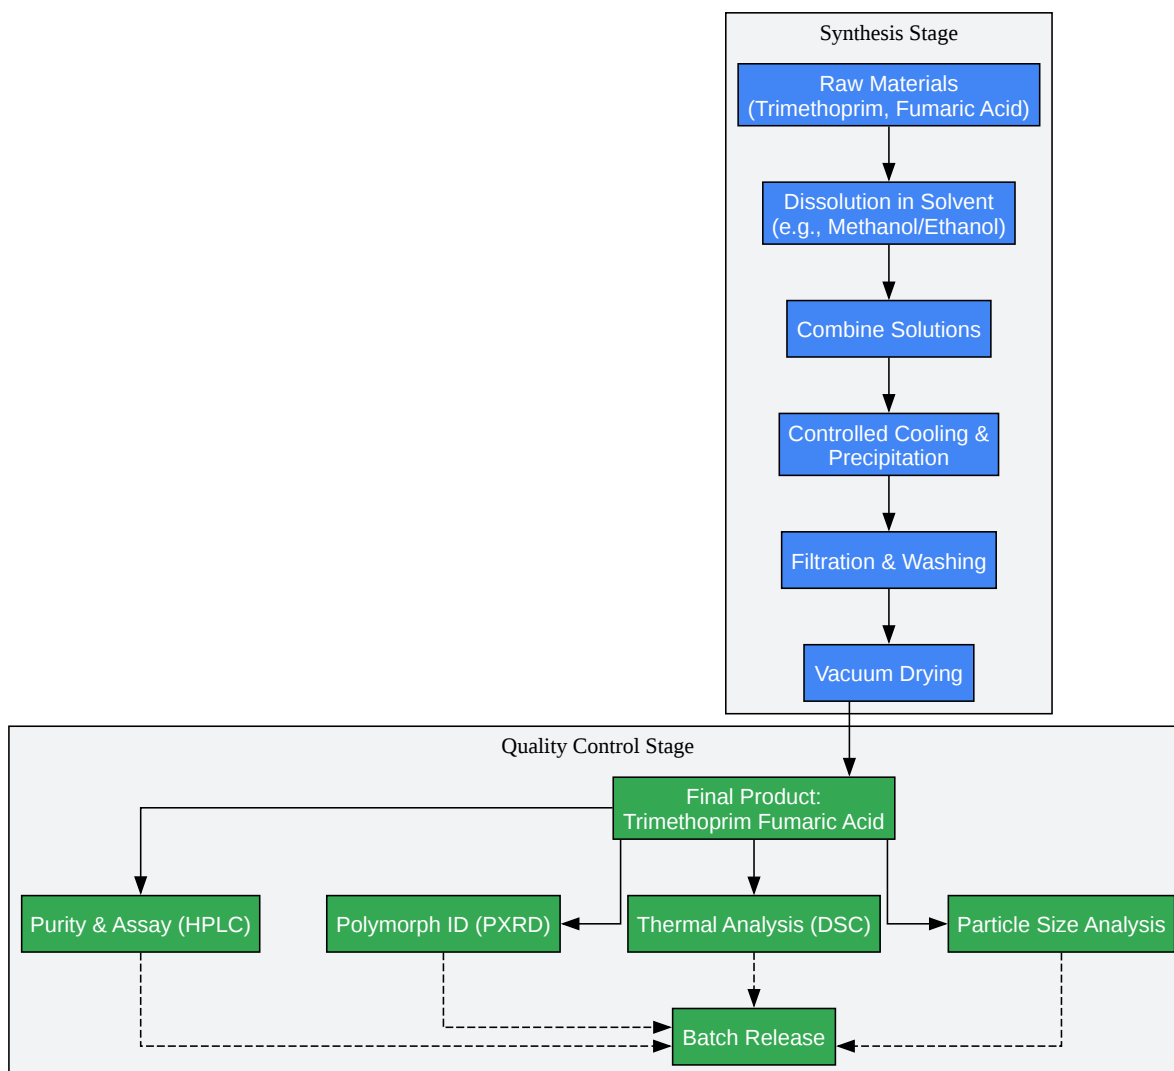 Synthesis Stage
Raw Materials
(Trimethoprim, Fumaric Acid)
Dissolution in Solvent
(e.g., Methanol/Ethanol)
Combine Solutions
Controlled Cooling &
Precipitation
Filtration & Washing
Vacuum Drying
Quality Control Stage
Final Product:
Trimethoprim Fumaric Acid
Purity & Assay (HPLC)
Polymorph ID (PXRD)
Thermal Analysis (DSC)
Particle Size Analysis
Batch Release